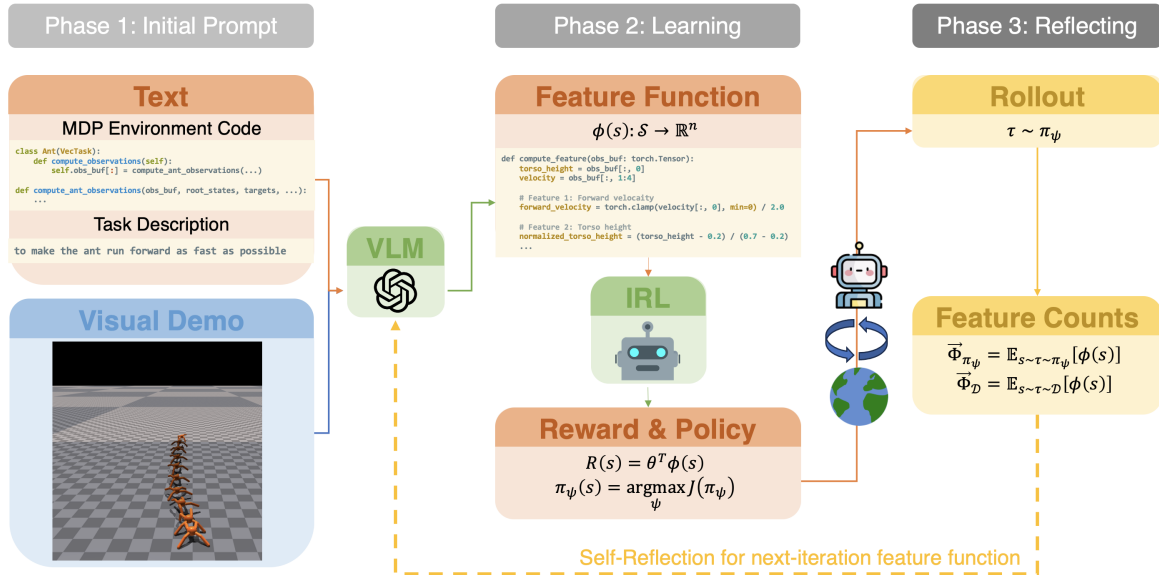 Phase 1: Initial Prompt
Text
MDP Environment Code
class Ant(VecTask):
    def compute_observations(self):
        self.obs_buf[:] = compute_ant_observations(...)
def compute_ant_observations(obs_buf, root_states, targets, ...):
    ...
Task Description
to make the ant run forward as fast as possible
Visual Demo
VLM
Phase 2: Learning
Feature Function
ϕ(s): 𝒮 → ℝⁿ
def compute_feature(obs_buf: torch.Tensor):
    torso_height = obs_buf[:, 0]
    velocity = obs_buf[:, 1:4]
    # Feature 1: Forward velocaity
    forward_velocity = torch.clamp(velocity[:, 0], min=0) / 2.0
    # Feature 2: Torso height
    normalized_torso_height = (torso_height - 0.2) / (0.7 - 0.2)
    ...
IRL
Reward & Policy
R(s) = θᵀϕ(s)
π_ψ(s) = argmax J(π_ψ)
ψ
Phase 3: Reflecting
Rollout
τ ~ π_ψ
Feature Counts
Φ⃗_π_ψ = 𝔼_s~τ~π_ψ[ϕ(s)]
Φ⃗_𝒟 = 𝔼_s~τ~𝒟[ϕ(s)]
Self-Reflection for next-iteration feature function